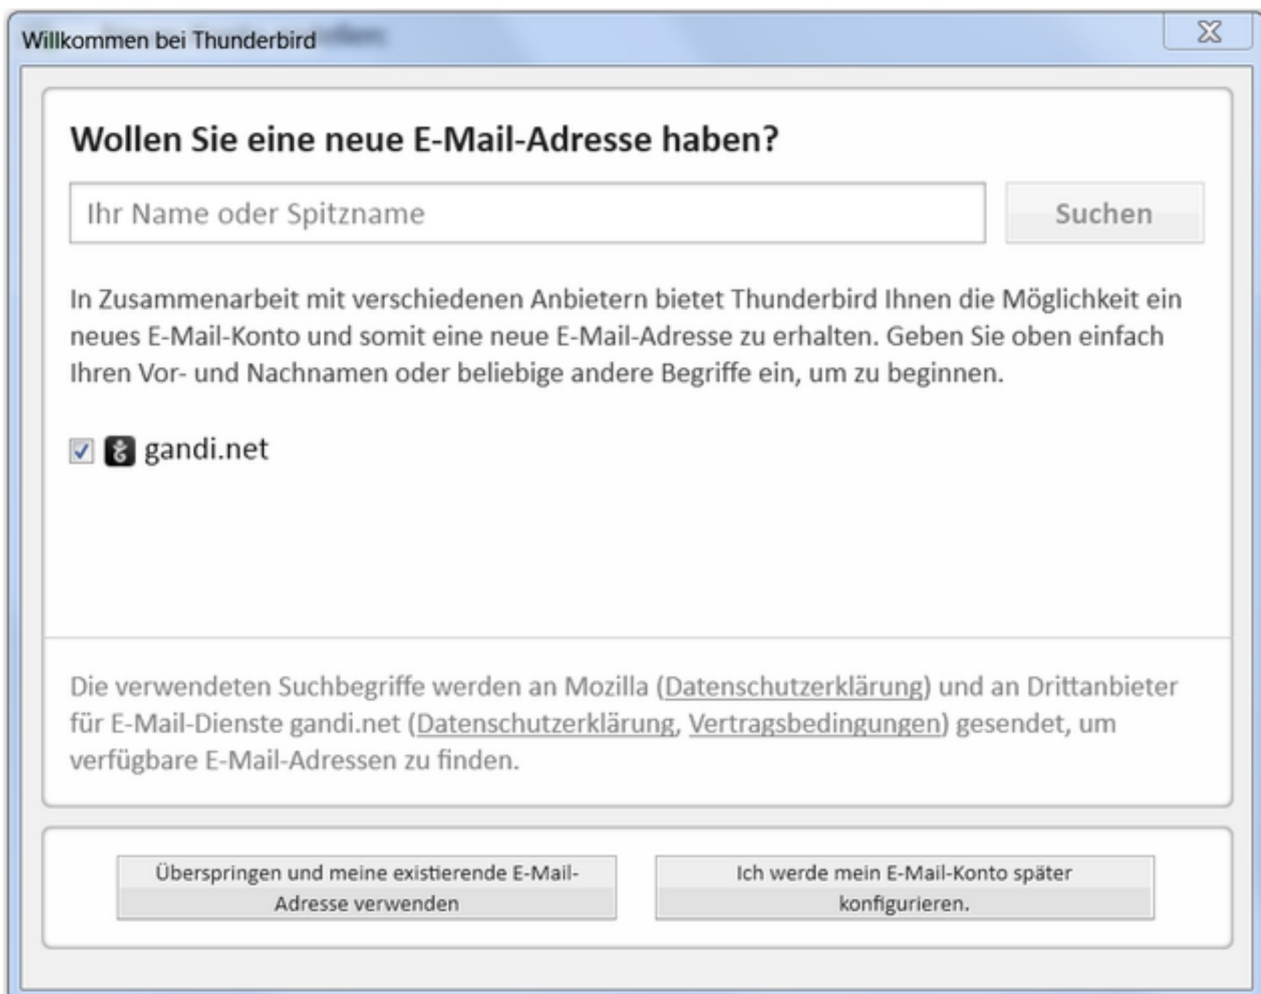 Willkommen bei Thunderbird
Wollen Sie eine neue E-Mail-Adresse haben?
Ihr Name oder Spitzname
Suchen
In Zusammenarbeit mit verschiedenen Anbietern bietet Thunderbird Ihnen die Möglichkeit ein
neues E-Mail-Konto und somit eine neue E-Mail-Adresse zu erhalten. Geben Sie oben einfach
Ihren Vor- und Nachnamen oder beliebige andere Begriffe ein, um zu beginnen.
gandi.net
Die verwendeten Suchbegriffe werden an Mozilla (Datenschutzerklärung) und an Drittanbieter
für E-Mail-Dienste gandi.net (Datenschutzerklärung, Vertragsbedingungen) gesendet, um
verfügbare E-Mail-Adressen zu finden.
Überspringen und meine existierende E-Mail-
Adresse verwenden
Ich werde mein E-Mail-Konto später
konfigurieren.